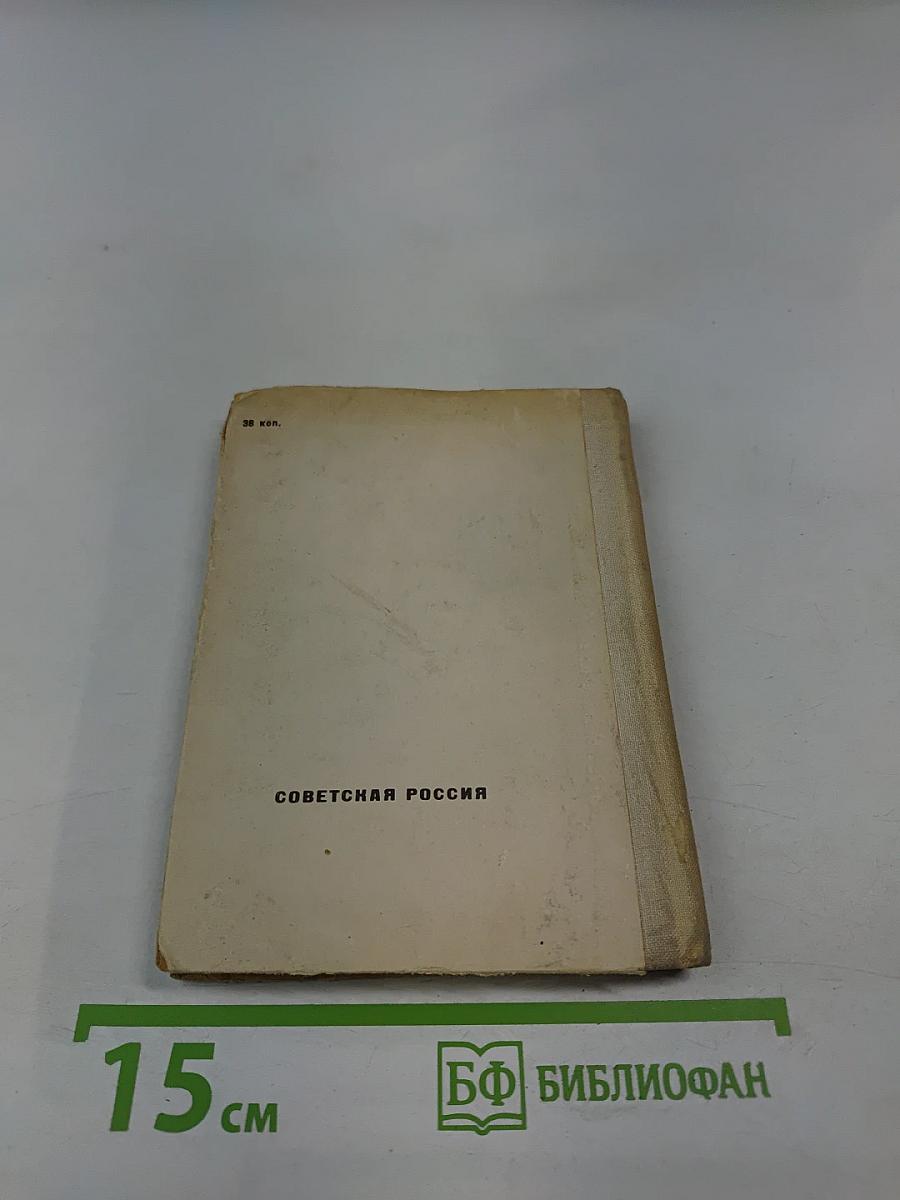 38 коп.
СОВЕТСКАЯ РОССИЯ
15 см
БФ БИБЛИОФАН